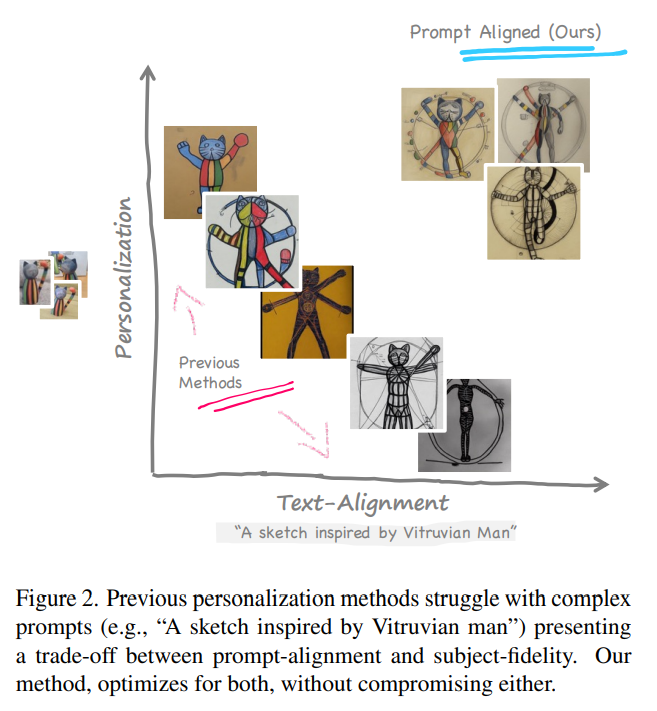 Prompt Aligned (Ours)
Personalization
Previous
Methods
Text-Alignment
“A sketch inspired by Vitruvian Man”
Figure 2. Previous personalization methods struggle with complex
prompts (e.g., “A sketch inspired by Vitruvian man”) presenting
a trade-off between prompt-alignment and subject-fidelity. Our
method, optimizes for both, without compromising either.